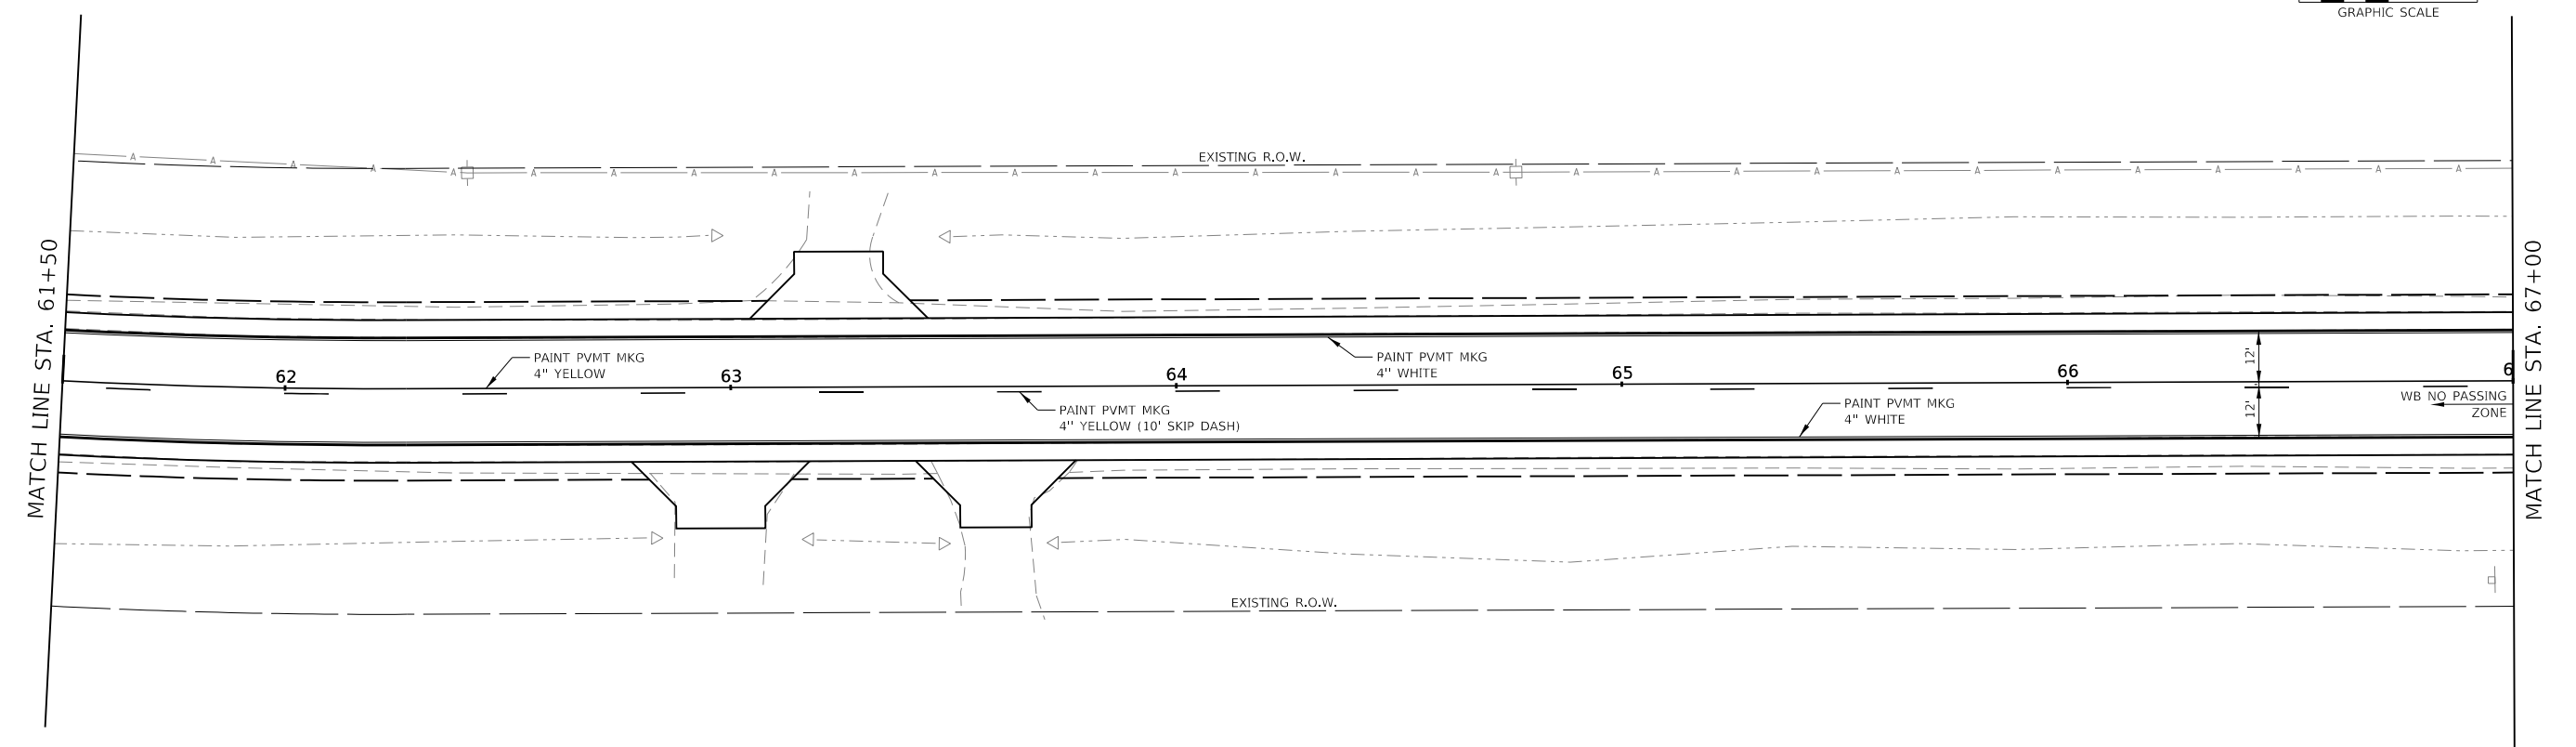 GRAPHIC SCALE
EXISTING R.O.W.
A A A A A A A A A A A A A A A A A A A A A A A A A A A A A A
MATCH LINE STA. 61+50
MATCH LINE STA. 67+00
PAINT PVMT MKG
4" YELLOW
PAINT PVMT MKG
4" WHITE
12'
62
63
64
65
66
6
PAINT PVMT MKG
4" YELLOW (10' SKIP DASH)
PAINT PVMT MKG
4" WHITE
12'
WB NO PASSING
ZONE
EXISTING R.O.W.